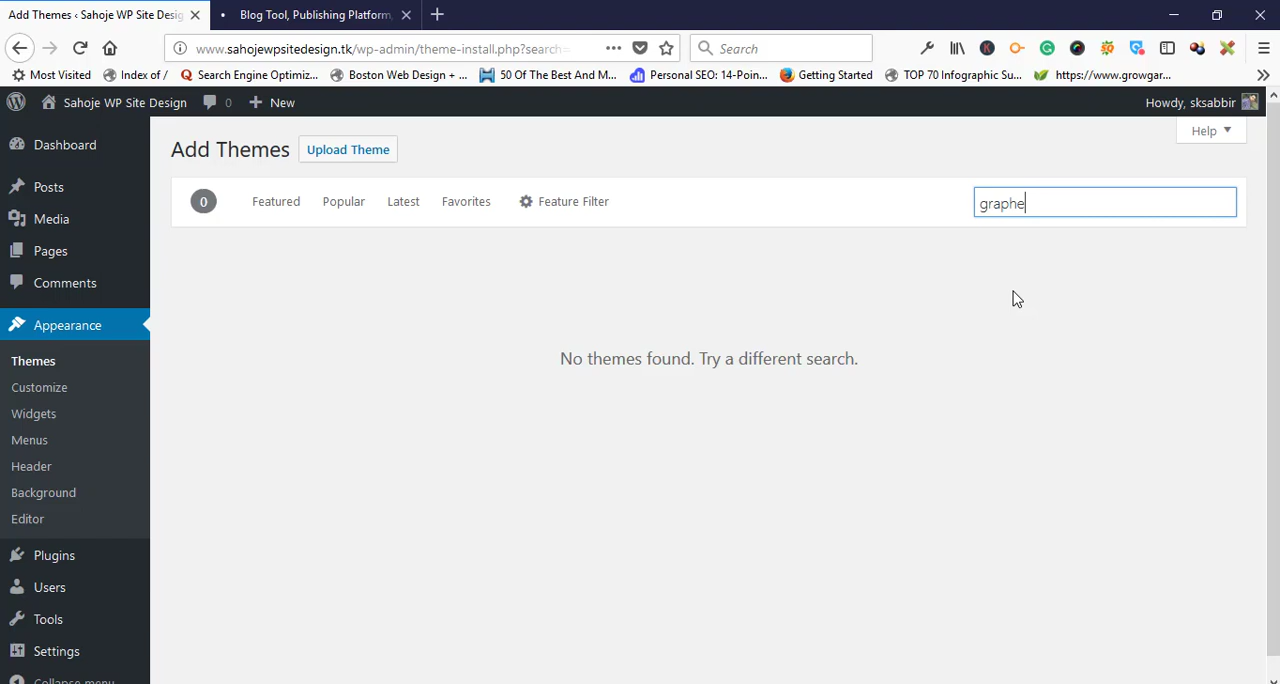 Add Themes ‹ Sahoje WP Site Desig
Blog Tool, Publishing Platform,
www.sahojewpsitedesign.tk/wp-admin/theme-install.php?search=
Search
Most Visited
Index of /
Search Engine Optimiz...
Boston Web Design + ...
50 Of The Best And M...
Personal SEO: 14-Poin...
Getting Started
TOP 70 Infographic Su...
https://www.growgar...
Sahoje WP Site Design
0
New
Howdy, sksabbir
Dashboard
Add Themes
Upload Theme
Help
Posts
Media
Pages
Comments
Appearance
Themes
Customize
Widgets
Menus
Header
Background
Editor
Plugins
Users
Tools
Settings
Collapse menu
0
Featured
Popular
Latest
Favorites
Feature Filter
graphe
No themes found. Try a different search.